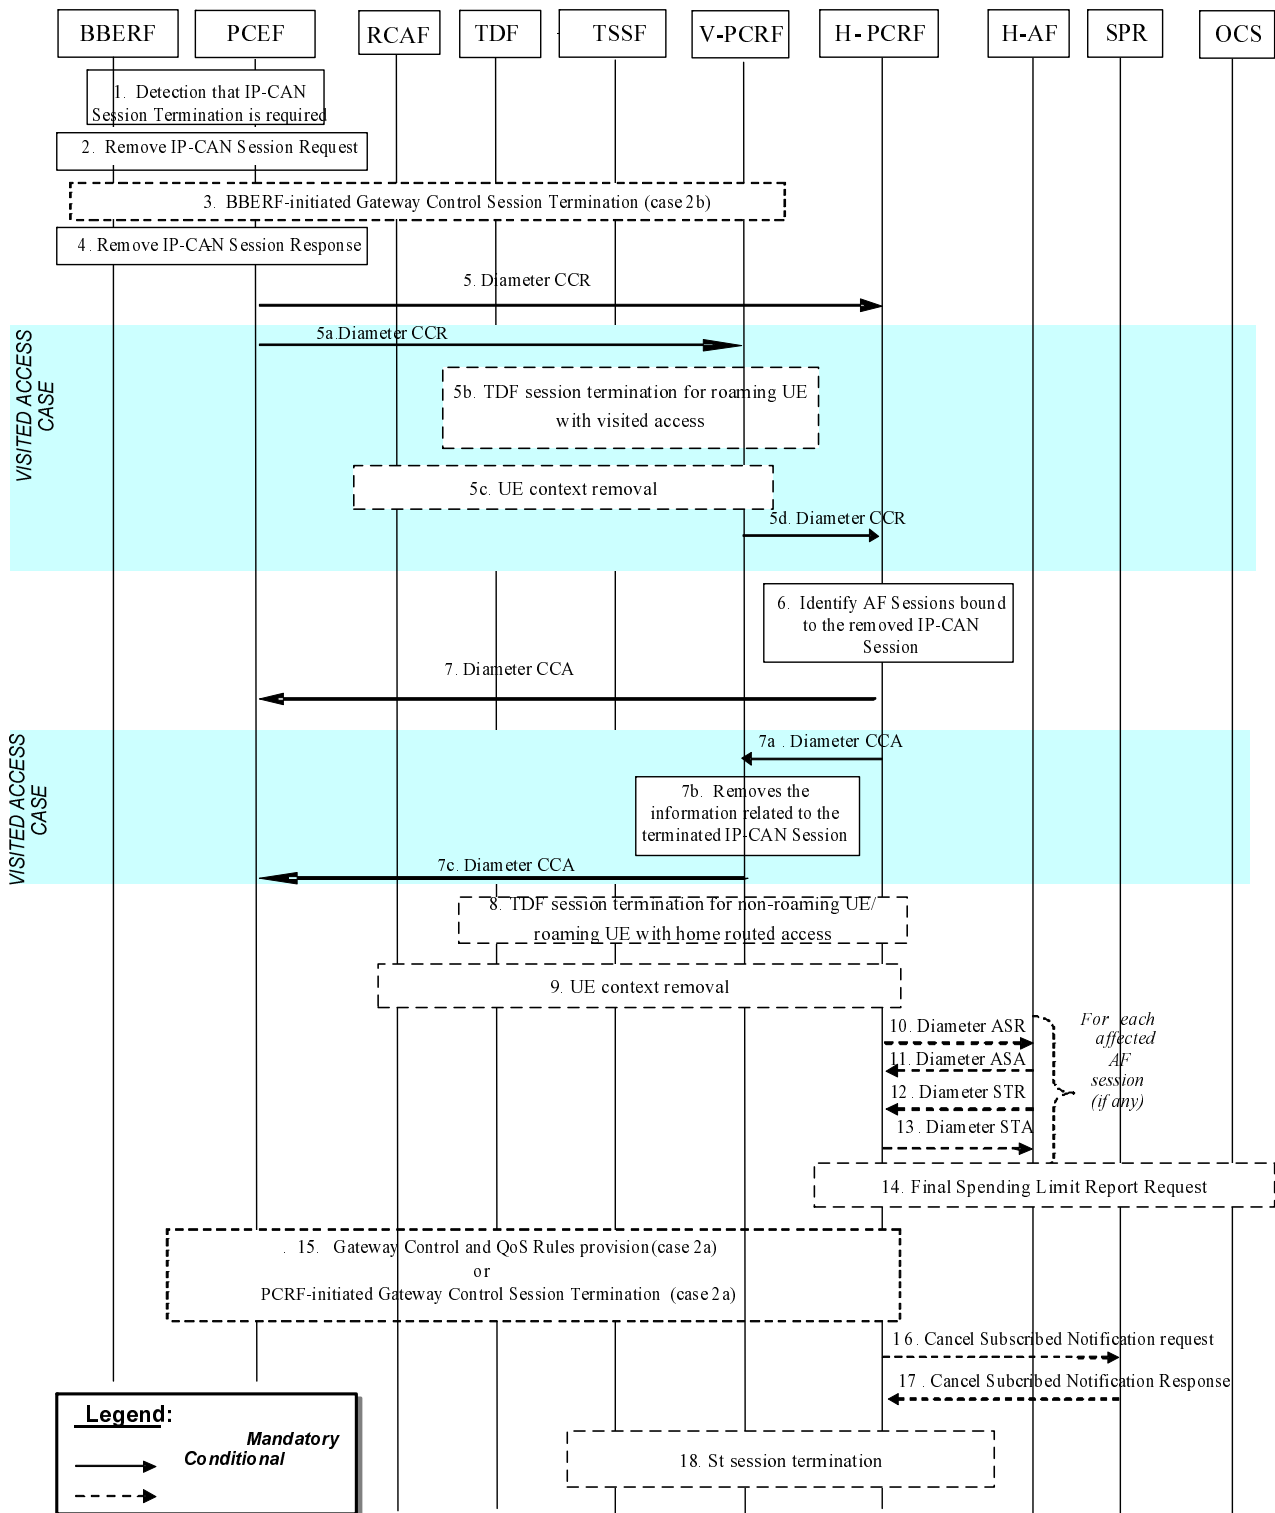 BBERF PCEF RCAF TDF TSSF V-PCRF H-PCRF H-AF SPR OCS
1. Detection that IP-CAN
Session Termination is required
2. Remove IP-CAN Session Request
3. BBERF-initiated Gateway Control Session Termination (case 2b)
4. Remove IP-CAN Session Response
5. Diameter CCR
VISITED ACCESS
CASE
5a.Diameter CCR
5b. TDF session termination for roaming UE
with visited access
5c. UE context removal
5d. Diameter CCR
6. Identify AF Sessions bound
to the removed IP-CAN
Session
7. Diameter CCA
VISITED ACCESS
CASE
7a . Diameter CCA
7b. Removes the
information related to the
terminated IP-CAN Session
7c. Diameter CCA
8. TDF session termination for non-roaming UE/
roaming UE with home routed access
9. UE context removal
10. Diameter ASR
11. Diameter ASA
12. Diameter STR
13. Diameter STA
For each
affected
AF
session
(if any)
14. Final Spending Limit Report Request
. 15. Gateway Control and QoS Rules provision (case 2a)
or
PCRF-initiated Gateway Control Session Termination (case 2a)
16. Cancel Subscribed Notification request
17 . Cancel Subcribed Notification Response
18. St session termination
Legend:
Mandatory
Conditional